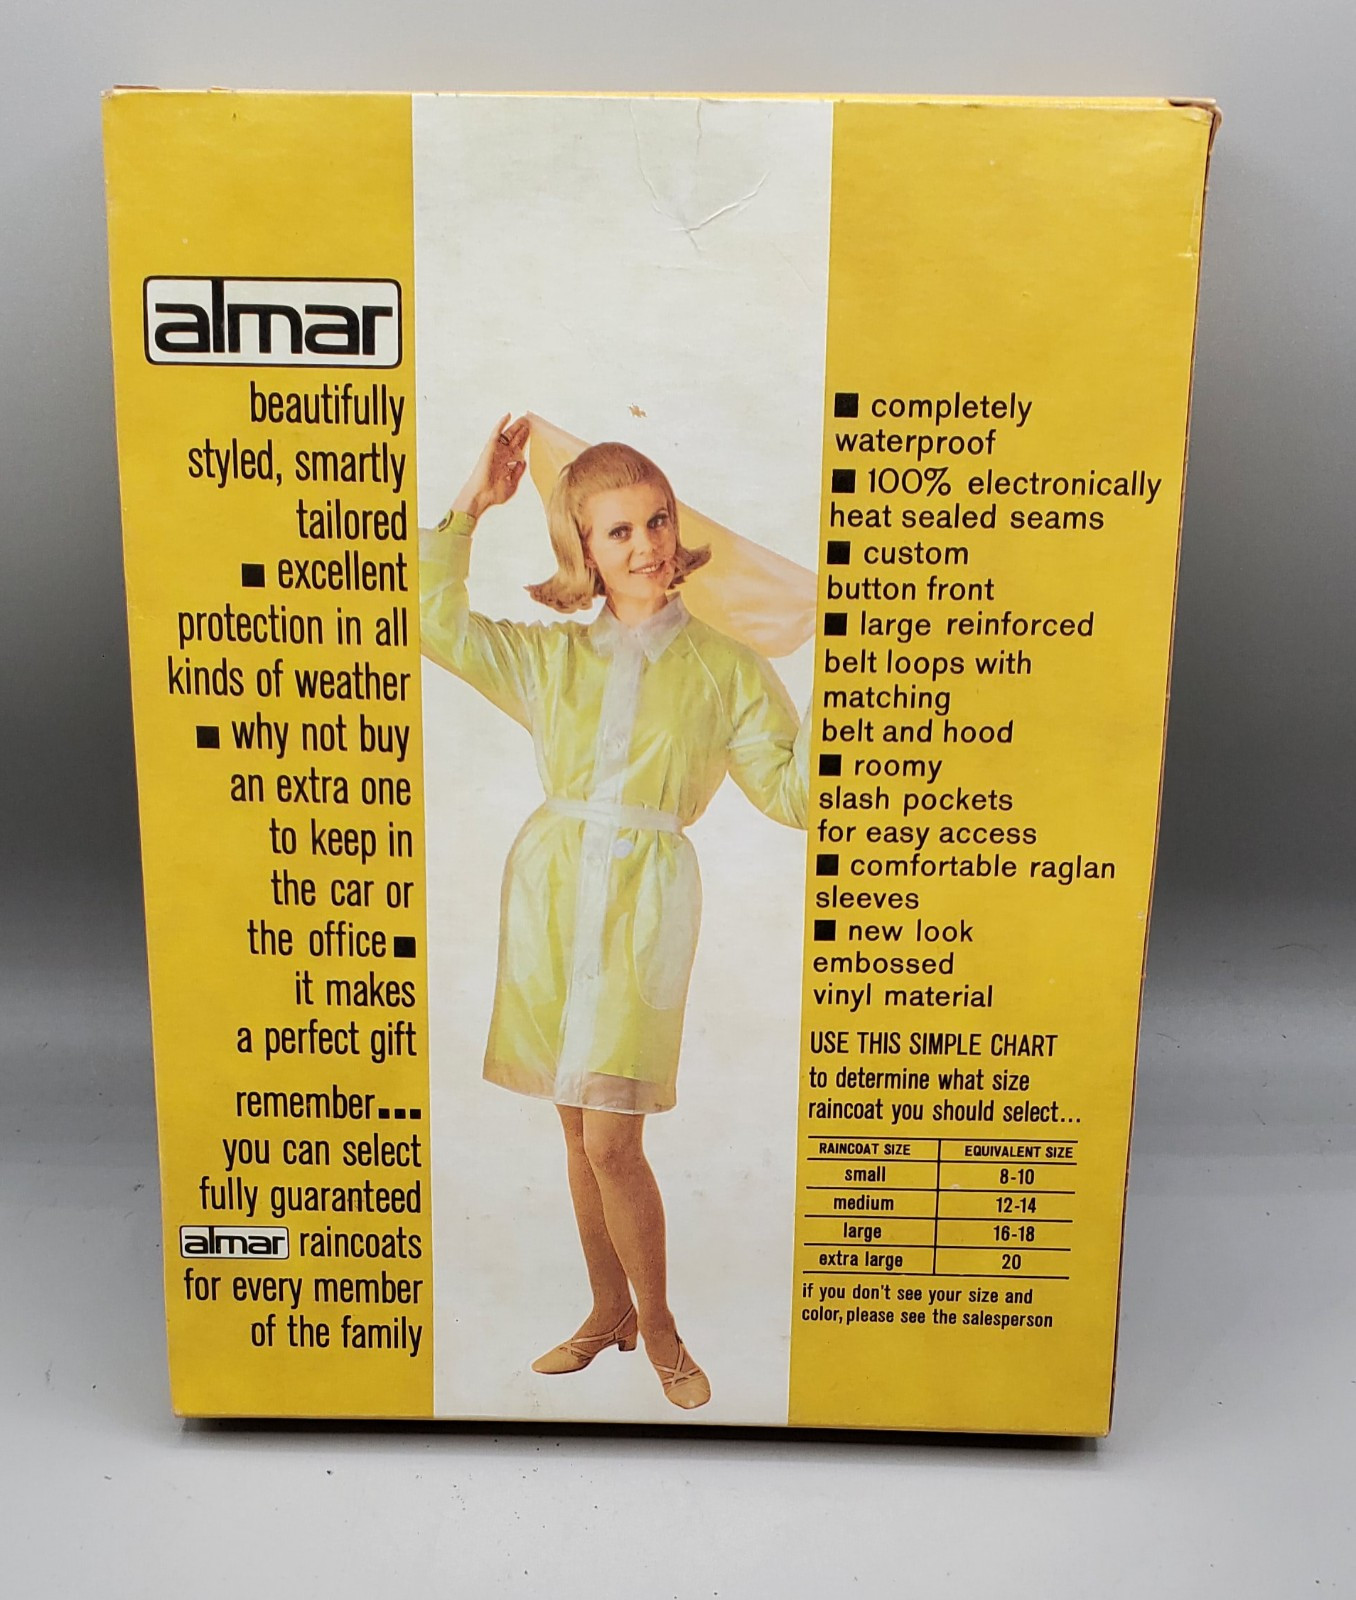 almar
beautifully
styled, smartly
tailored
■ excellent
protection in all
kinds of weather
■ why not buy
an extra one
to keep in
the car or
the office ■
it makes
a perfect gift
remember...
you can select
fully guaranteed
almar raincoats
for every member
of the family
■ completely
waterproof
■ 100% electronically
heat sealed seams
■ custom
button front
■ large reinforced
belt loops with
matching
belt and hood
■ roomy
slash pockets
for easy access
■ comfortable raglan
sleeves
■ new look
embossed
vinyl material
USE THIS SIMPLE CHART
to determine what size
raincoat you should select...
RAINCOAT SIZE EQUIVALENT SIZE
small 8-10
medium 12-14
large 16-18
extra large 20
if you don't see your size and
color, please see the salesperson